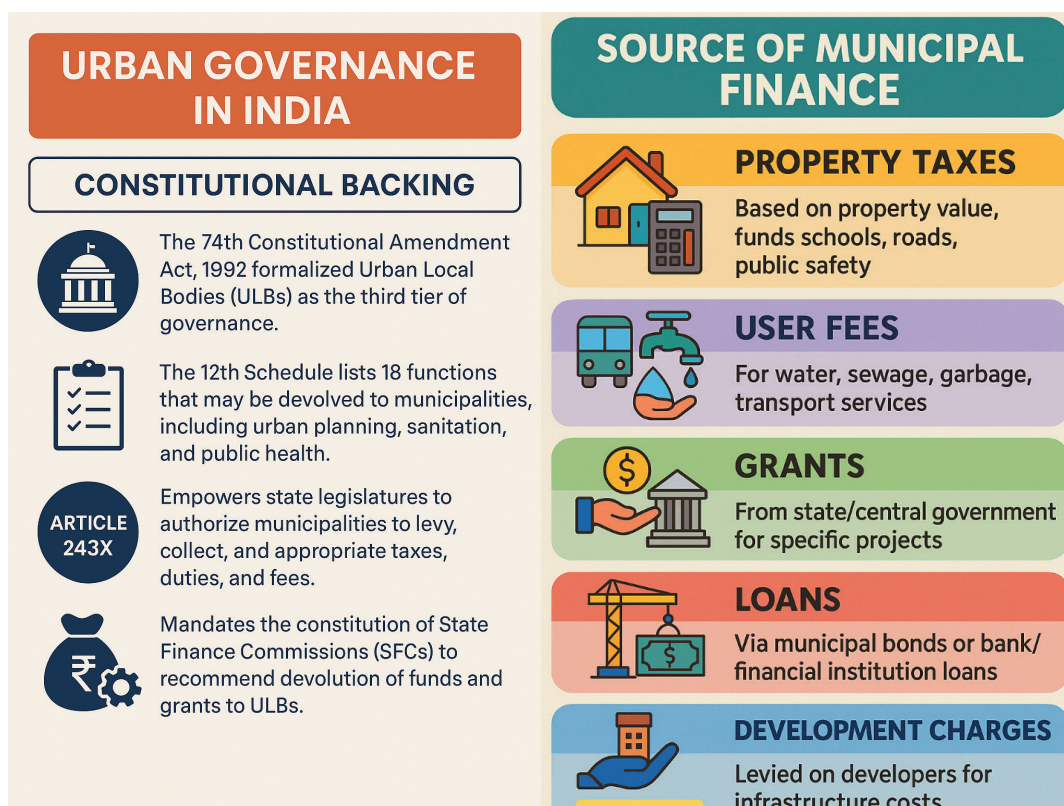 URBAN GOVERNANCE
IN INDIA
CONSTITUTIONAL BACKING
The 74th Constitutional Amendment
Act, 1992 formalized Urban Local
Bodies (ULBs) as the third tier of
governance.
The 12th Schedule lists 18 functions
that may be devolved to municipalities,
including urban planning, sanitation,
and public health.
ARTICLE
243X
Empowers state legislatures to
authorize municipalities to levy,
collect, and appropriate taxes,
duties, and fees.
₹
Mandates the constitution of State
Finance Commissions (SFCs) to
recommend devolution of funds and
grants to ULBs.
SOURCE OF MUNICIPAL
FINANCE
PROPERTY TAXES
Based on property value,
funds schools, roads,
public safety
USER FEES
For water, sewage, garbage,
transport services
$
GRANTS
From state/central government
for specific projects
$
LOANS
Via municipal bonds or bank/
financial institution loans
DEVELOPMENT CHARGES
Levied on developers for
infrastructure costs